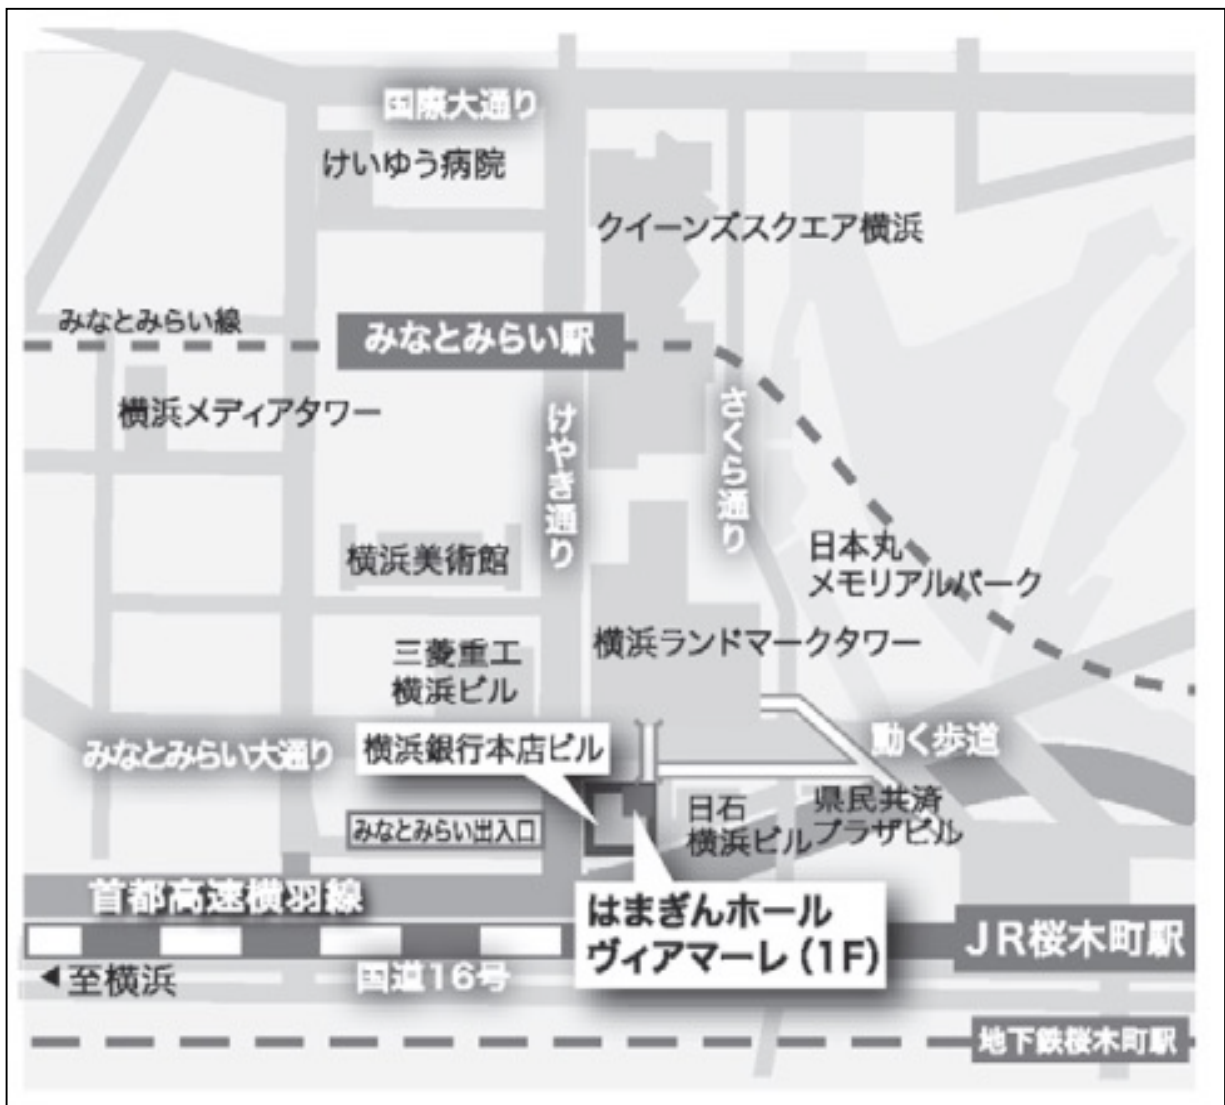 国際大通り
けいゆう病院
クイーンズスクエア横浜
みなとみらい線
みなとみらい駅
横浜メディアタワー
けやき通り
さくら通り
横浜美術館
日本丸
メモリアルパーク
三菱重工
横浜ビル
横浜ランドマークタワー
みなとみらい大通り
横浜銀行本店ビル
動く歩道
みなとみらい出入口
日石
横浜ビル
県民共済
プラザビル
首都高速横羽線
はまぎんホール
ヴィアマーレ(1F)
JR桜木町駅
◀至横浜
国道16号
地下鉄桜木町駅